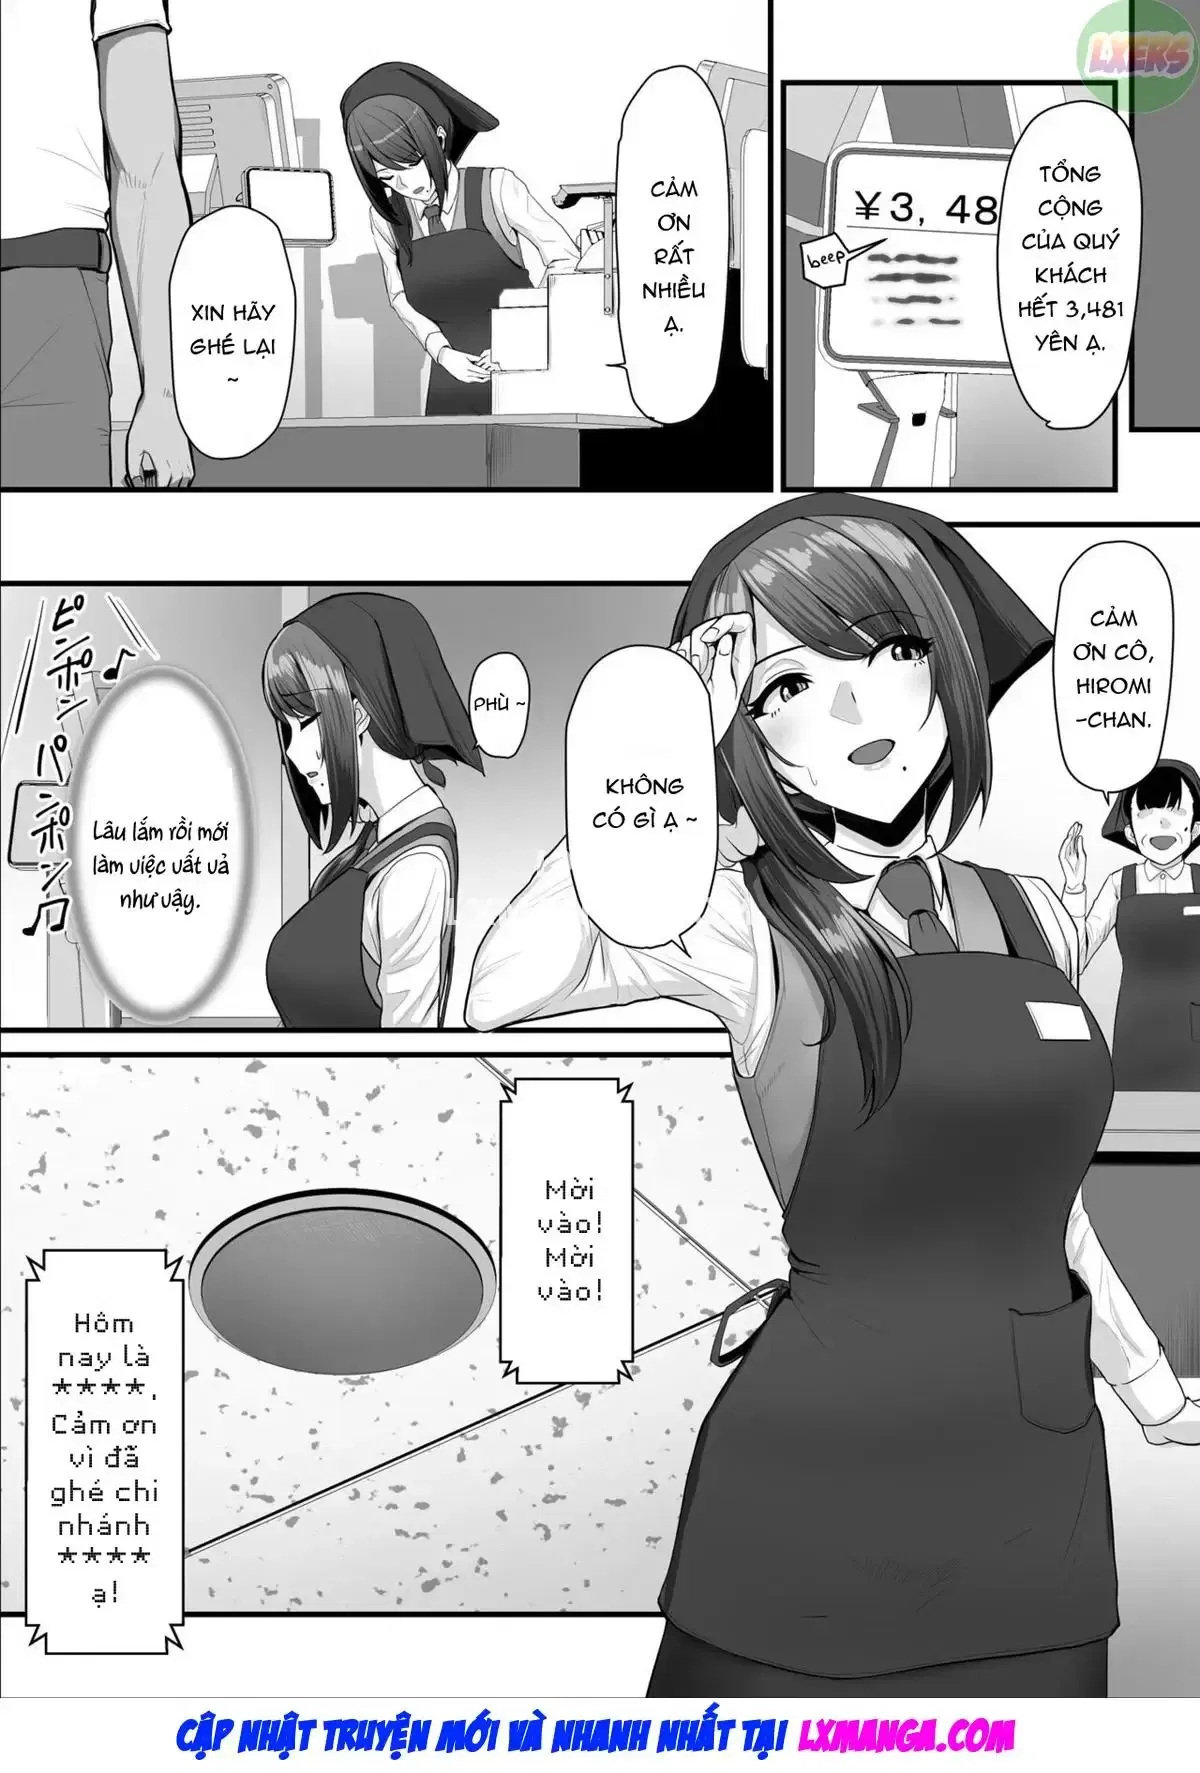 LXERS
TỔNG
CỘNG
CỦA QUÝ
KHÁCH
HẾT 3,481
YÊN Ạ.
¥3, 48
beep
CẢM
ƠN
RẤT
NHIỀU
Ạ.
XIN HÃY
GHÉ LẠI
~
CẢM
ƠN CÔ,
HIROMI
-CHAN.
KHÔNG
CÓ GÌ Ạ ~
PHÙ ~
ピンポンパンポン
Lâu lắm rồi mới
làm việc vất vả
như vậy.
Mời
vào!
Mời
vào!
Hôm
nay là
****.
Cảm ơn
vì đã
ghé chi
nhánh
****
ạ!
CẬP NHẬT TRUYỆN MỚI VÀ NHANH NHẤT TẠI LXMANGA.COM